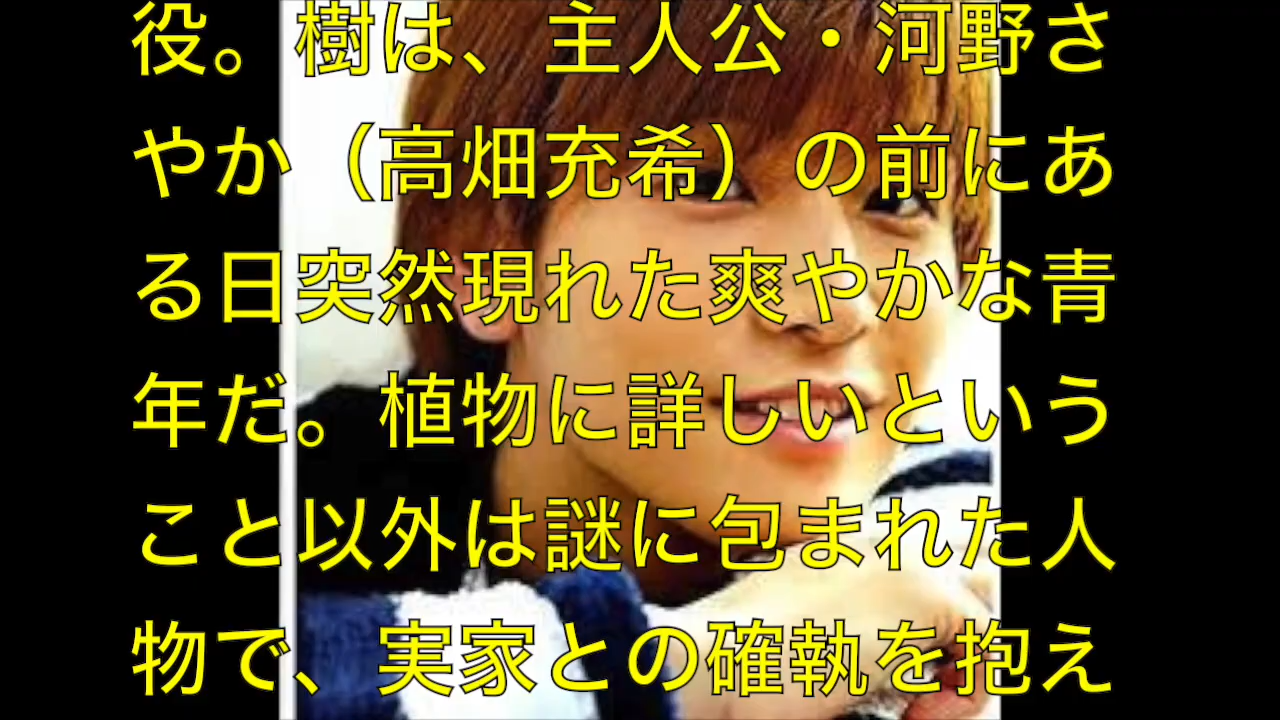 役。樹は、主人公・河野さ
やか（高畑充希）の前にあ
る日突然現れた爽やかな青
年だ。植物に詳しいという
こと以外は謎に包まれた人
物で、実家との確執を抱え